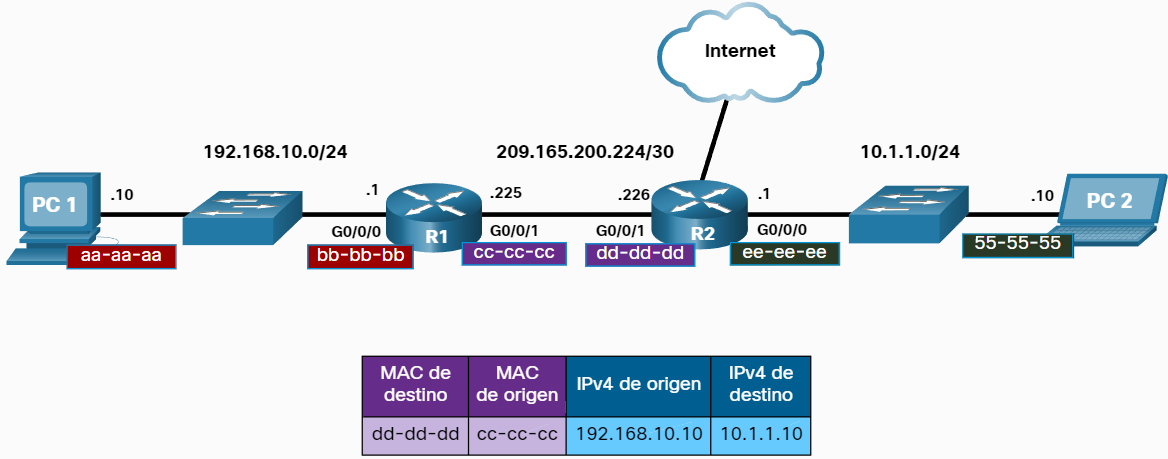 Internet
192.168.10.0/24
209.165.200.224/30
10.1.1.0/24
PC 1
.10
.1
.225
.226
.1
.10
PC 2
G0/0/0
R1
G0/0/1
G0/0/1
R2
G0/0/0
aa-aa-aa
bb-bb-bb
cc-cc-cc
dd-dd-dd
ee-ee-ee
55-55-55
MAC de destino
MAC de origen
IPv4 de origen
IPv4 de destino
dd-dd-dd
cc-cc-cc
192.168.10.10
10.1.1.10